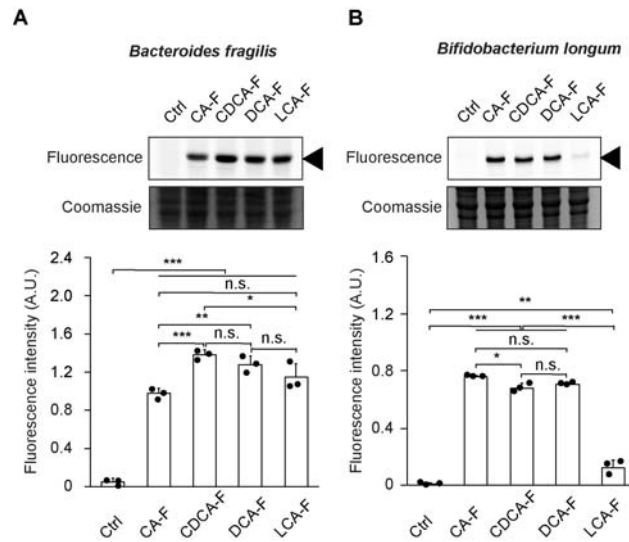 A
Bacteroides fragilis
Ctrl
CA-F
CDCA-F
DCA-F
LCA-F
Fluorescence
Coomassie
***
n.s.
*
**
***
n.s.
n.s.
Fluorescence intensity (A.U.)
2.4
2.0
1.6
1.2
0.8
0.4
0
Ctrl
CA-F
CDCA-F
DCA-F
LCA-F
B
Bifidobacterium longum
Ctrl
CA-F
CDCA-F
DCA-F
LCA-F
Fluorescence
Coomassie
**
***
***
n.s.
*
n.s.
Fluorescence intensity (A.U.)
1.6
1.2
0.8
0.4
0
Ctrl
CA-F
CDCA-F
DCA-F
LCA-F